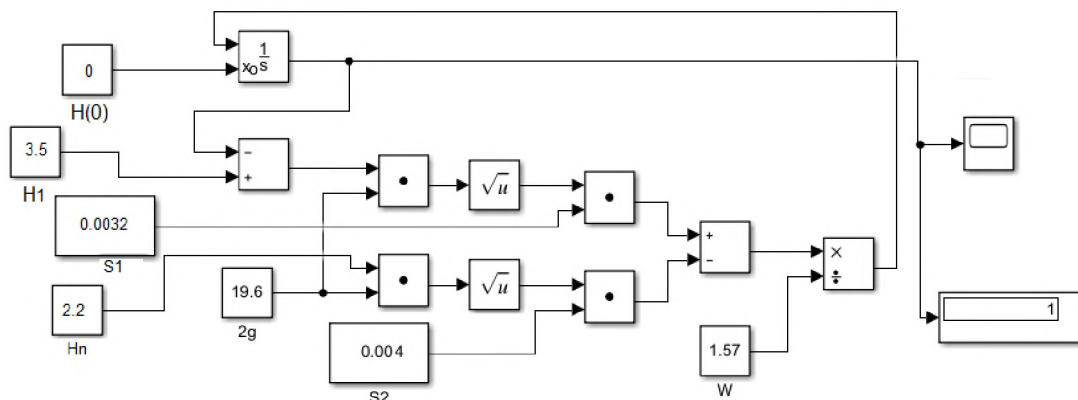 0
H(0)
x₀ 1/s
3.5
H1
−
+
0.0032
S1
√u
2.2
Hn
19.6
2g
√u
0.004
S2
+
−
×
÷
1.57
W
1